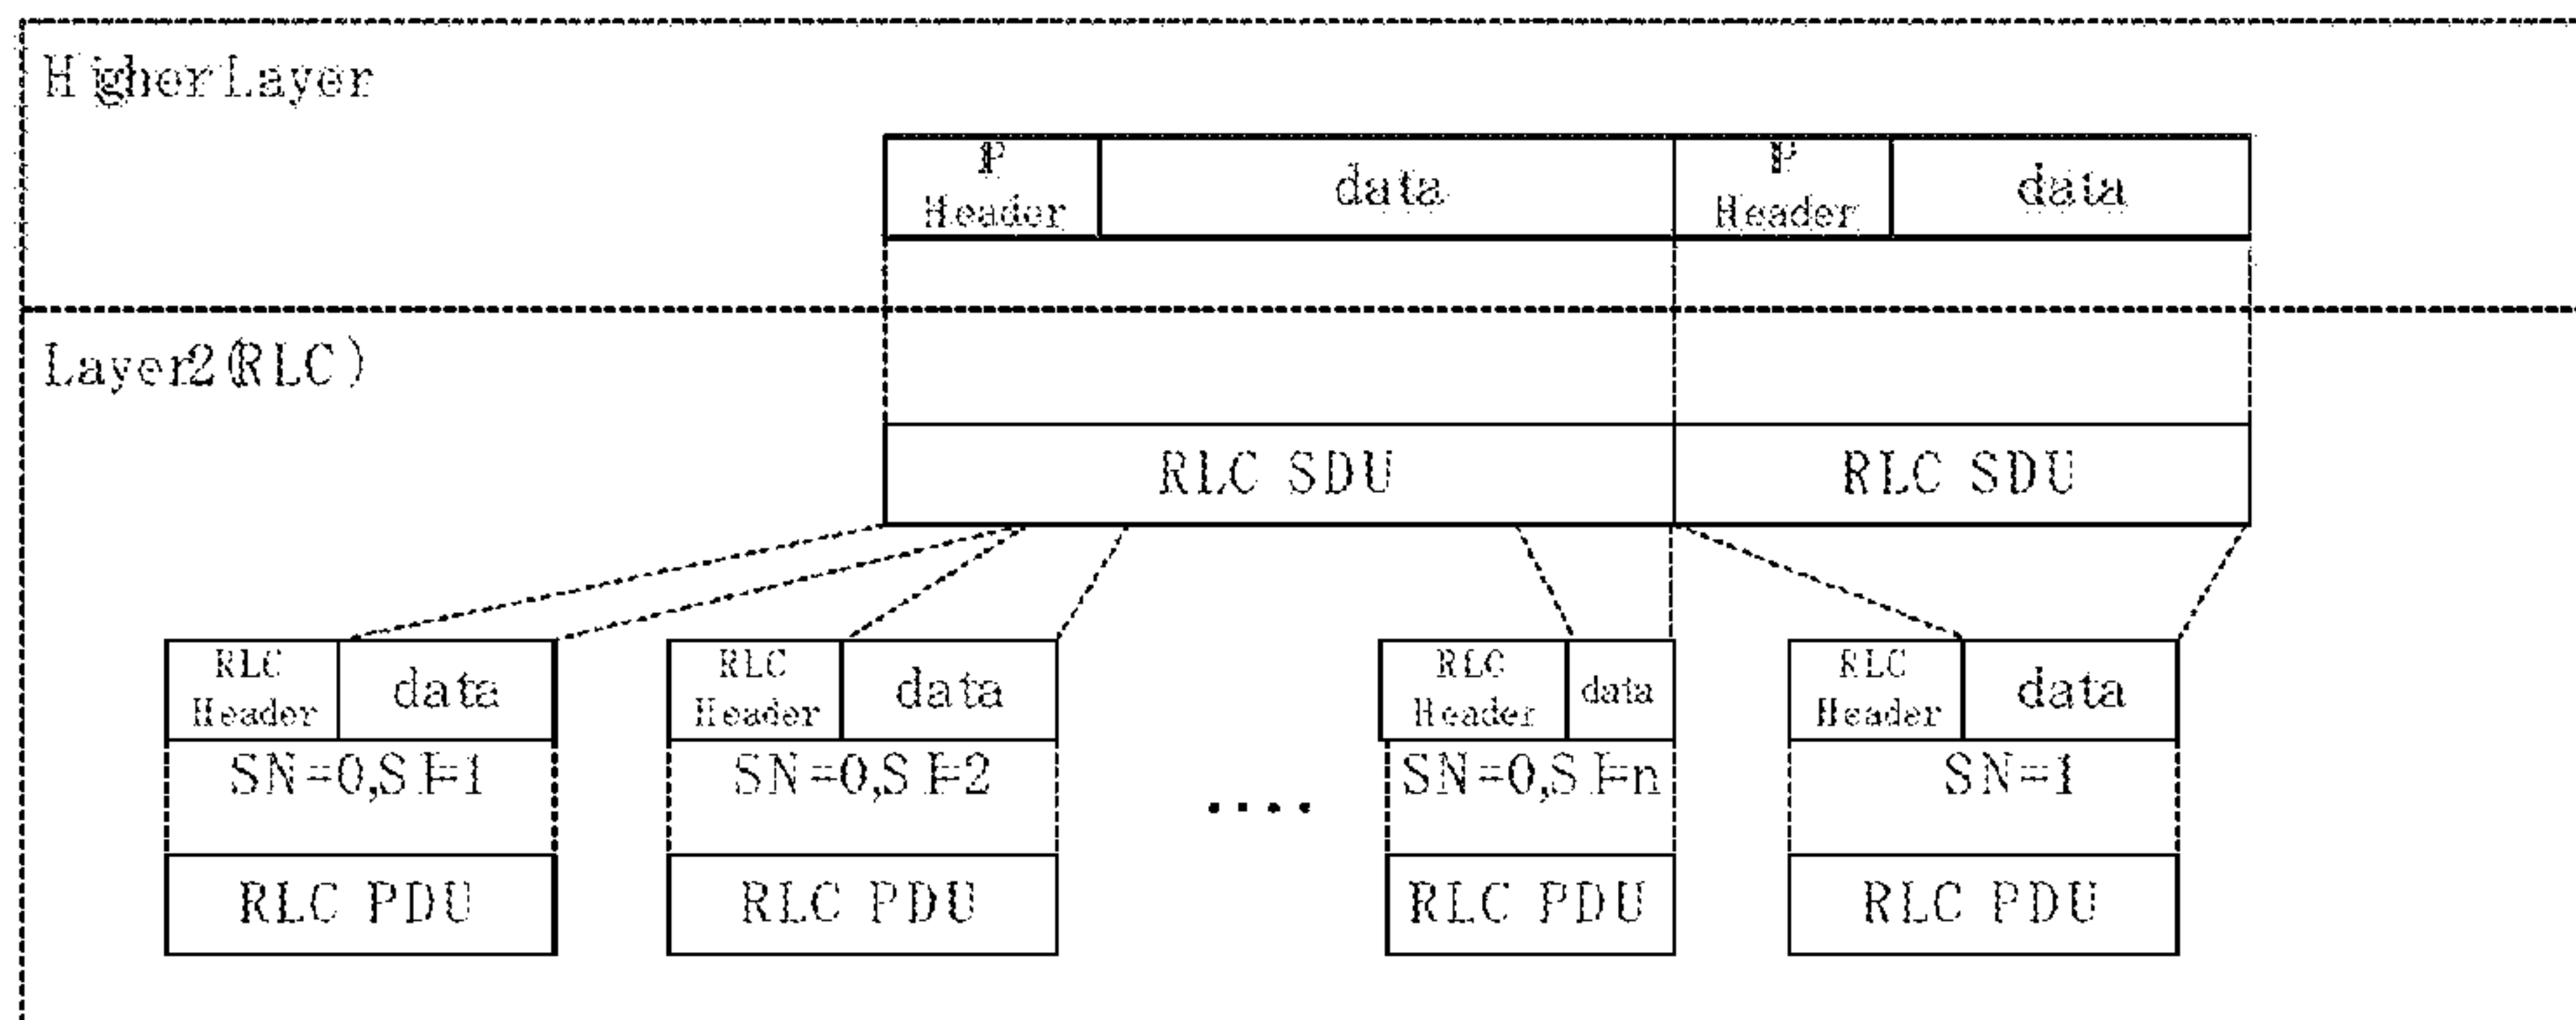 Higher Layer
IP
Header
data
IP
Header
data
Layer2(RLC)
RLC SDU
RLC SDU
RLC
Header
data
RLC
Header
data
RLC
Header
data
RLC
Header
data
SN=0,SI=1
SN=0,SI=2
....
SN=0,SI=n
SN=1
RLC PDU
RLC PDU
RLC PDU
RLC PDU